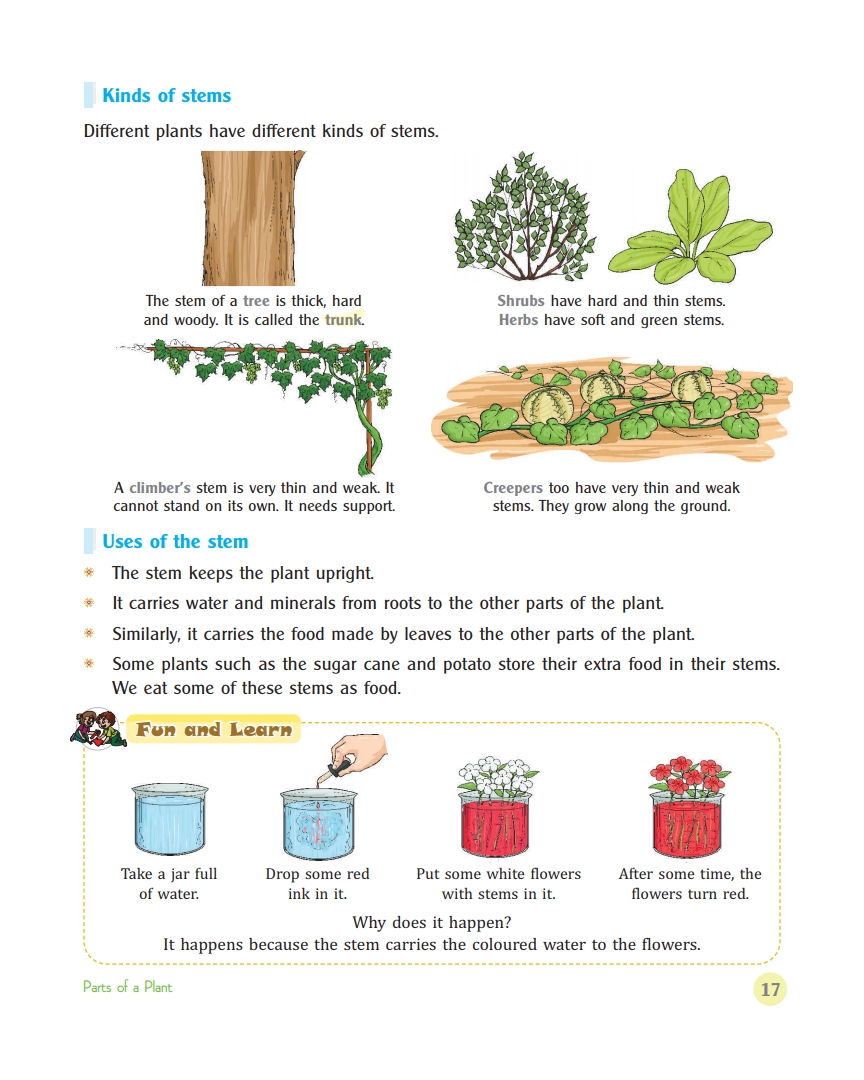 Kinds of stems
Different plants have different kinds of stems.
The stem of a tree is thick, hard
and woody. It is called the trunk.
Shrubs have hard and thin stems.
Herbs have soft and green stems.
A climber's stem is very thin and weak. It
cannot stand on its own. It needs support.
Creepers too have very thin and weak
stems. They grow along the ground.
Uses of the stem
The stem keeps the plant upright.
It carries water and minerals from roots to the other parts of the plant.
Similarly, it carries the food made by leaves to the other parts of the plant.
Some plants such as the sugar cane and potato store their extra food in their stems.
We eat some of these stems as food.
Fun and Learn
Take a jar full
of water.
Drop some red
ink in it.
Put some white flowers
with stems in it.
After some time, the
flowers turn red.
Why does it happen?
It happens because the stem carries the coloured water to the flowers.
Parts of a Plant
17